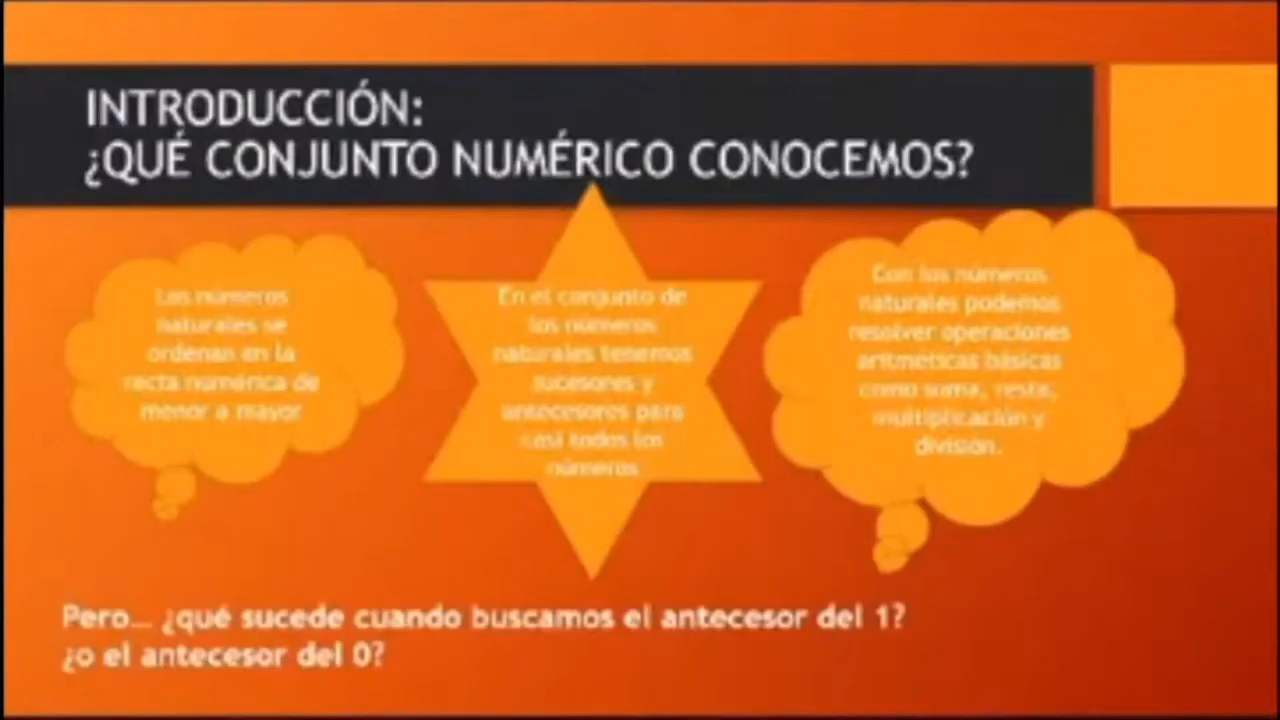 INTRODUCCIÓN:
¿QUÉ CONJUNTO NUMÉRICO CONOCEMOS?
Los números
naturales se
ordenan en la
recta numérica de
menor a mayor
En el conjunto de
los números
naturales tenemos
sucesores y
antecesores para
casi todos los
números
Con los números
naturales podemos
resolver operaciones
aritméticas básicas
como suma, resta,
multiplicación y
división.
Pero... ¿qué sucede cuando buscamos el antecesor del 1?
¿o el antecesor del 0?